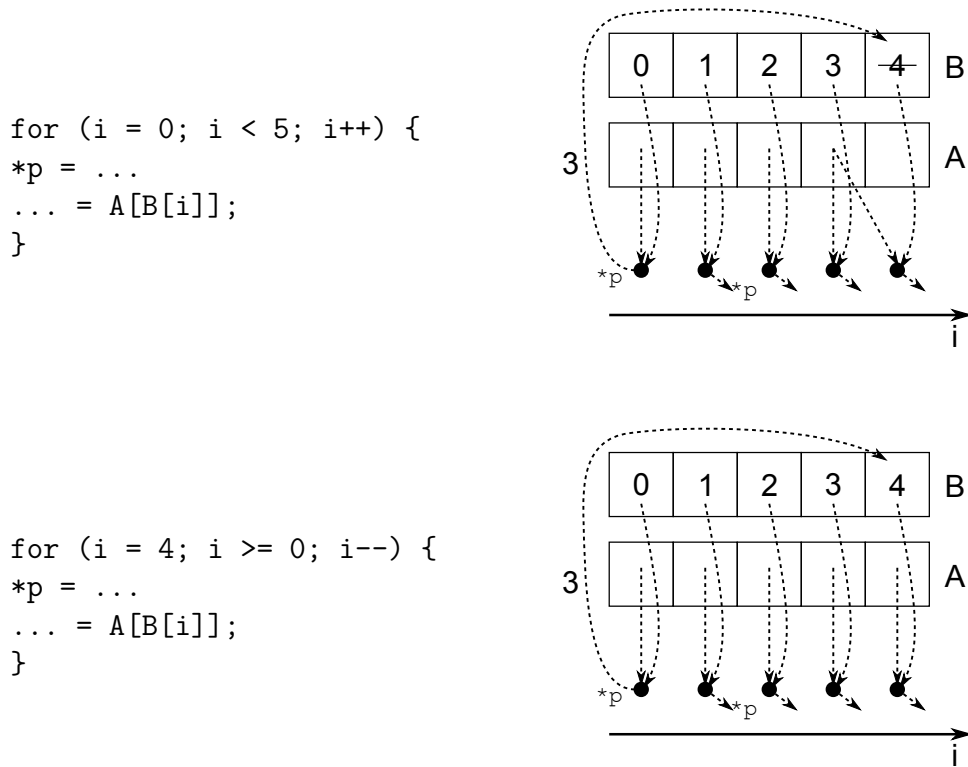 for (i = 0; i < 5; i++) {
*p = ...
... = A[B[i]];
}
0 1 2 3 4 B
3 A
*p *p
i
for (i = 4; i >= 0; i--) {
*p = ...
... = A[B[i]];
}
0 1 2 3 4 B
3 A
*p *p
i